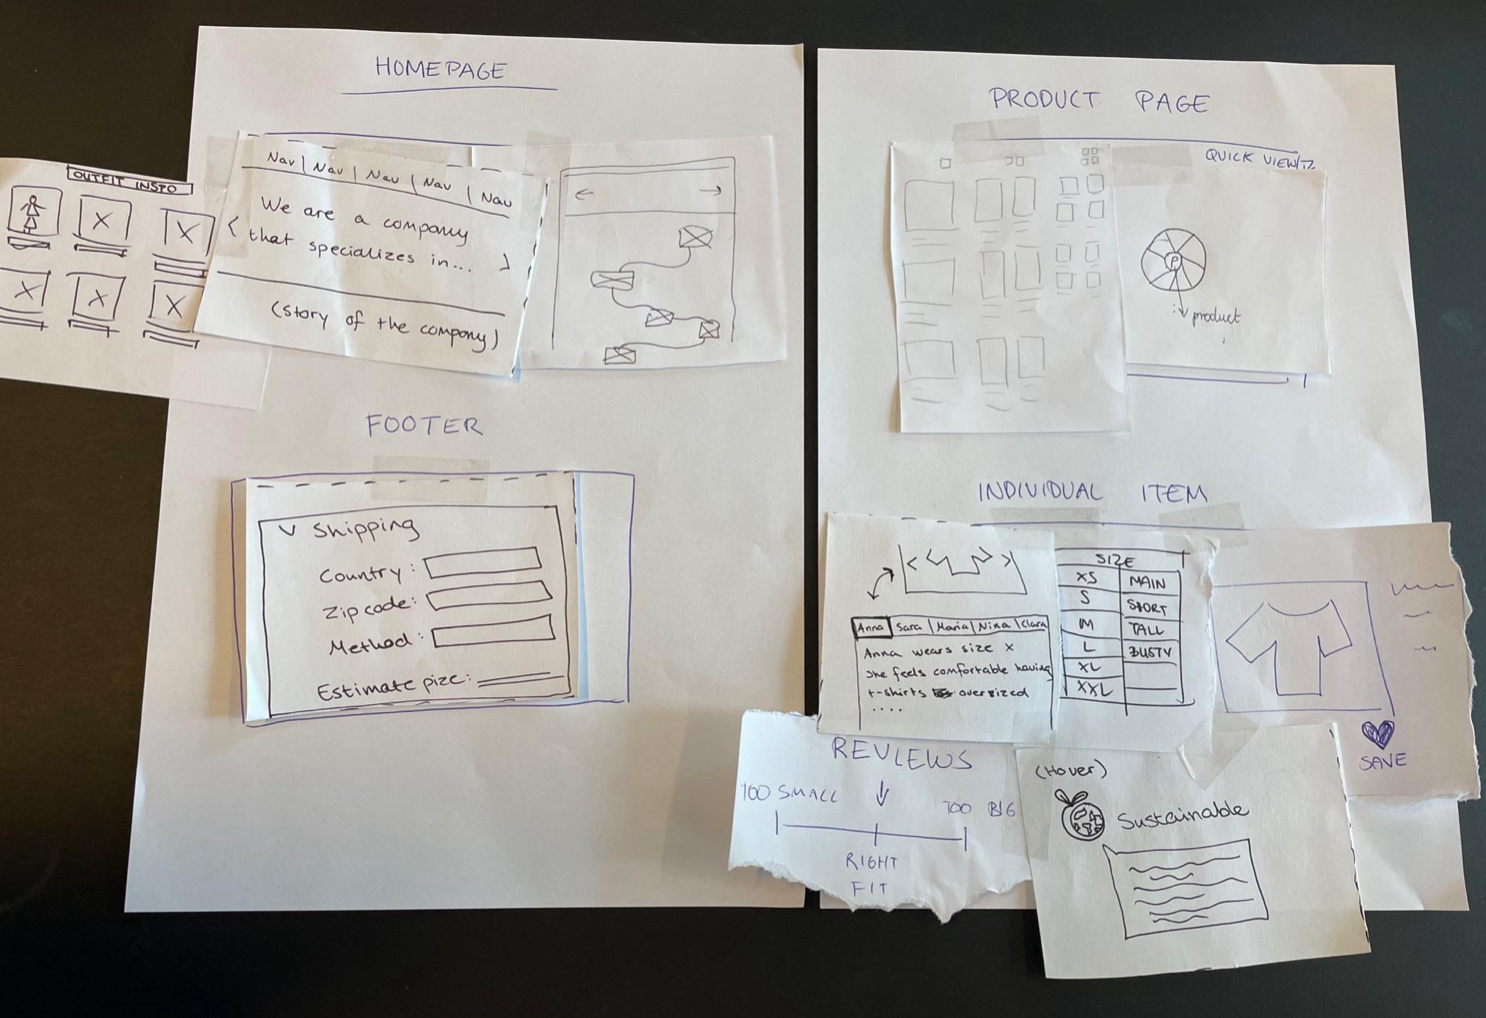 HOMEPAGE
OUTFIT INSPO
Nav | Nav | Nav | Nav | Nav
We are a company
that specializes in...
(story of the company)
FOOTER
v Shipping
Country:
Zipcode:
Method:
Estimate pize:
PRODUCT PAGE
QUICK VIEW
P
product
INDIVIDUAL ITEM
Anna | Sara | Maria | Nina | Clara
Anna wears size x
She feels comfortable having
t-shirts oversized
....
SIZE
XS
S
M
L
XL
XXL
MAIN
SHORT
TALL
BUSTY
SAVE
REVIEWS
TOO SMALL
TOO BIG
RIGHT
FIT
(Hover)
Sustainable